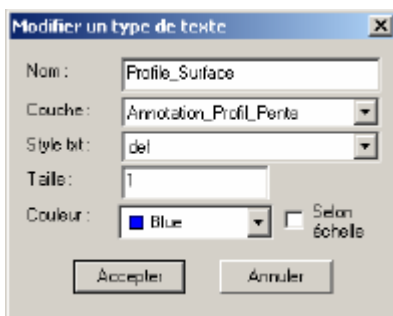 Modifier un type de texte
Nom : Profile_Surface
Couche : Annotation_Profil_Pente
Style txt : def
Taille : 1
Couleur : Blue Selon échelle
Accepter Annuler